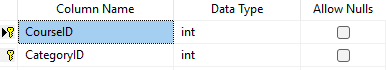 Column Name Data Type Allow Nulls
CourseID int
CategoryID int